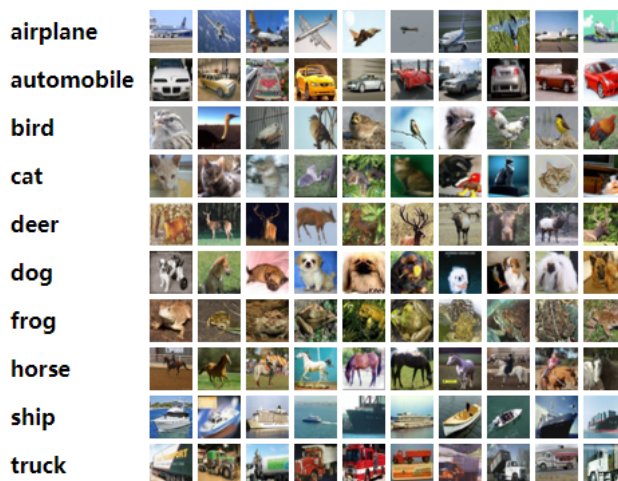 airplane
automobile
bird
cat
deer
dog
frog
horse
ship
truck